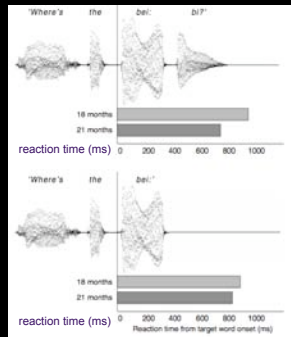 'Where's the bei: bi?'
18 months
21 months
reaction time (ms)
0 200 400 600 800 1000
'Where's the bei:'
18 months
21 months
reaction time (ms)
0 200 400 600 800 1000
Reaction time from target word onset (ms)